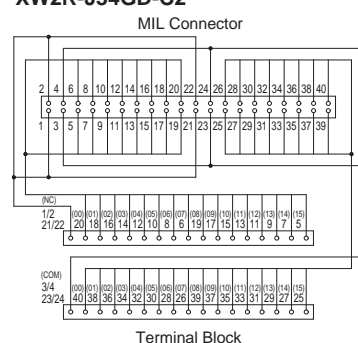 XW2R-J34GD-C2
MIL Connector
2 4 6 8 10 12 14 16 18 20 22 24 26 28 30 32 34 36 38 40
1 3 5 7 9 11 13 15 17 19 21 23 25 27 29 31 33 35 37 39
(NC)
1/2 (00) (01) (02) (03) (04) (05) (06) (07) (08) (09) (10) (11) (12) (13) (14) (15)
21/22 20 18 16 14 12 10 8 6 19 17 15 13 11 9 7 5
(COM)
3/4 (00) (01) (02) (03) (04) (05) (06) (07) (08) (09) (10) (11) (12) (13) (14) (15)
23/24 40 38 36 34 32 30 28 26 39 37 35 33 31 29 27 25
Terminal Block